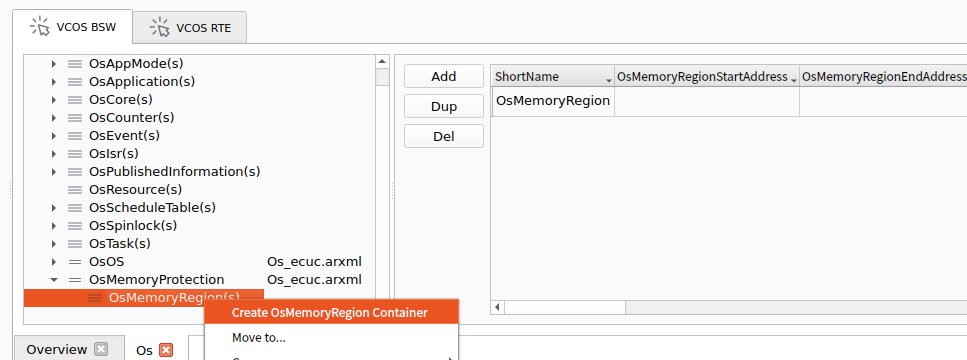 VCOS BSW
VCOS RTE
OsAppMode(s)
OsApplication(s)
OsCore(s)
OsCounter(s)
OsEvent(s)
OsIsr(s)
OsPublishedInformation(s)
OsResource(s)
OsScheduleTable(s)
OsSpinlock(s)
OsTask(s)
OsOS Os_ecuc.arxml
OsMemoryProtection Os_ecuc.arxml
OsMemoryRegion(s)
Add
Dup
Del
ShortName OsMemoryRegionStartAddress OsMemoryRegionEndAddress
OsMemoryRegion
Create OsMemoryRegion Container
Move to...
Overview
Os